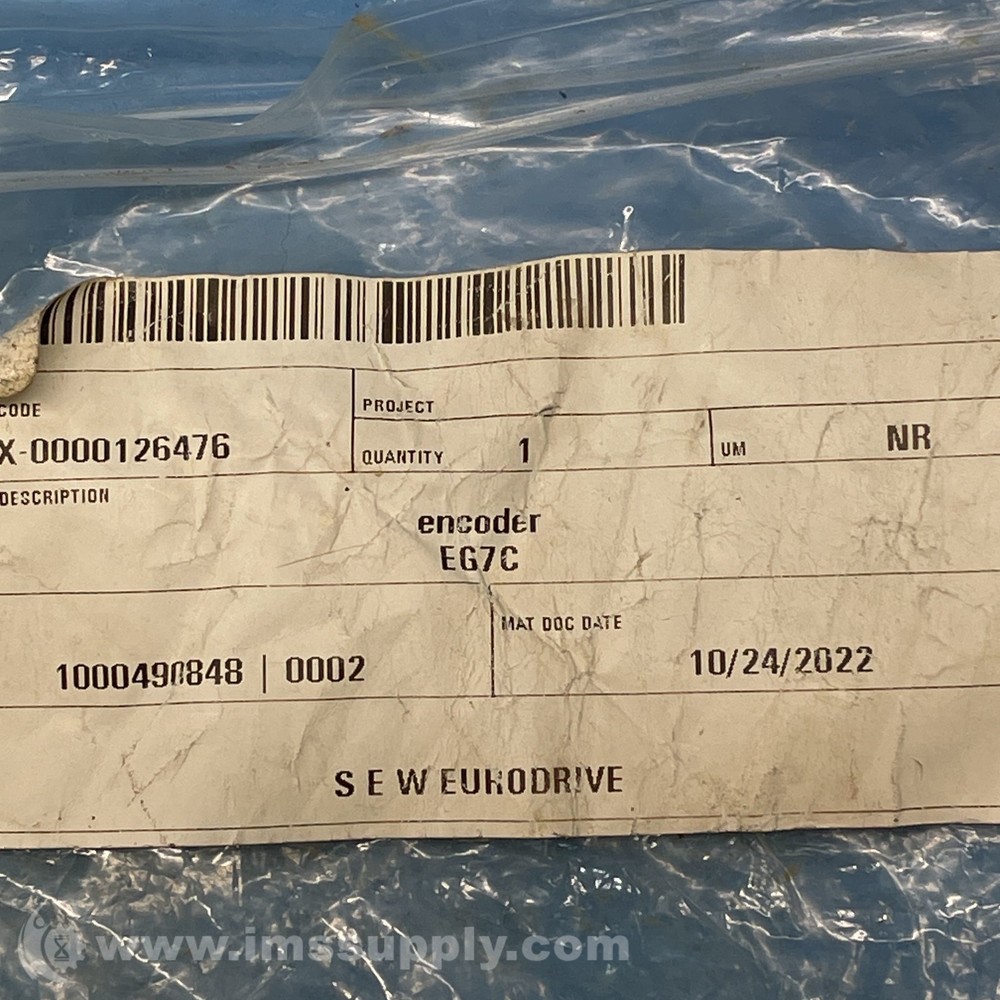 CODE
X-0000126476
PROJECT
QUANTITY 1
UM NR
DESCRIPTION
encoder
EG7C
MAT DOC DATE
1000490848 | 0002
10/24/2022
S E W EURODRIVE
www.imssupply.com